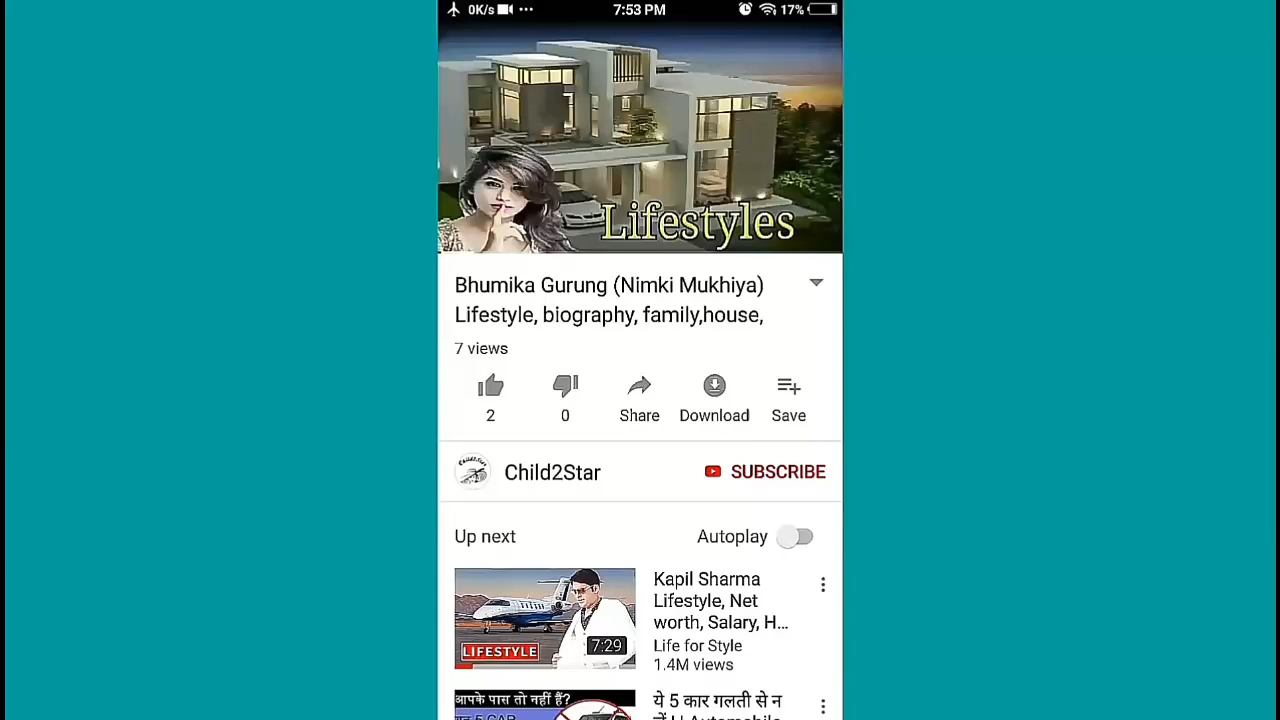 0K/s ... 7:53 PM 17%
Lifestyles
Bhumika Gurung (Nimki Mukhiya)
Lifestyle, biography, family,house,
7 views
2 0 Share Download Save
Child2Star SUBSCRIBE
Up next Autoplay
Kapil Sharma
Lifestyle, Net
worth, Salary, H...
Life for Style
1.4M views
LIFESTYLE 7:29
आपके पास तो नहीं हैं?
ये 5 कार गलती से न